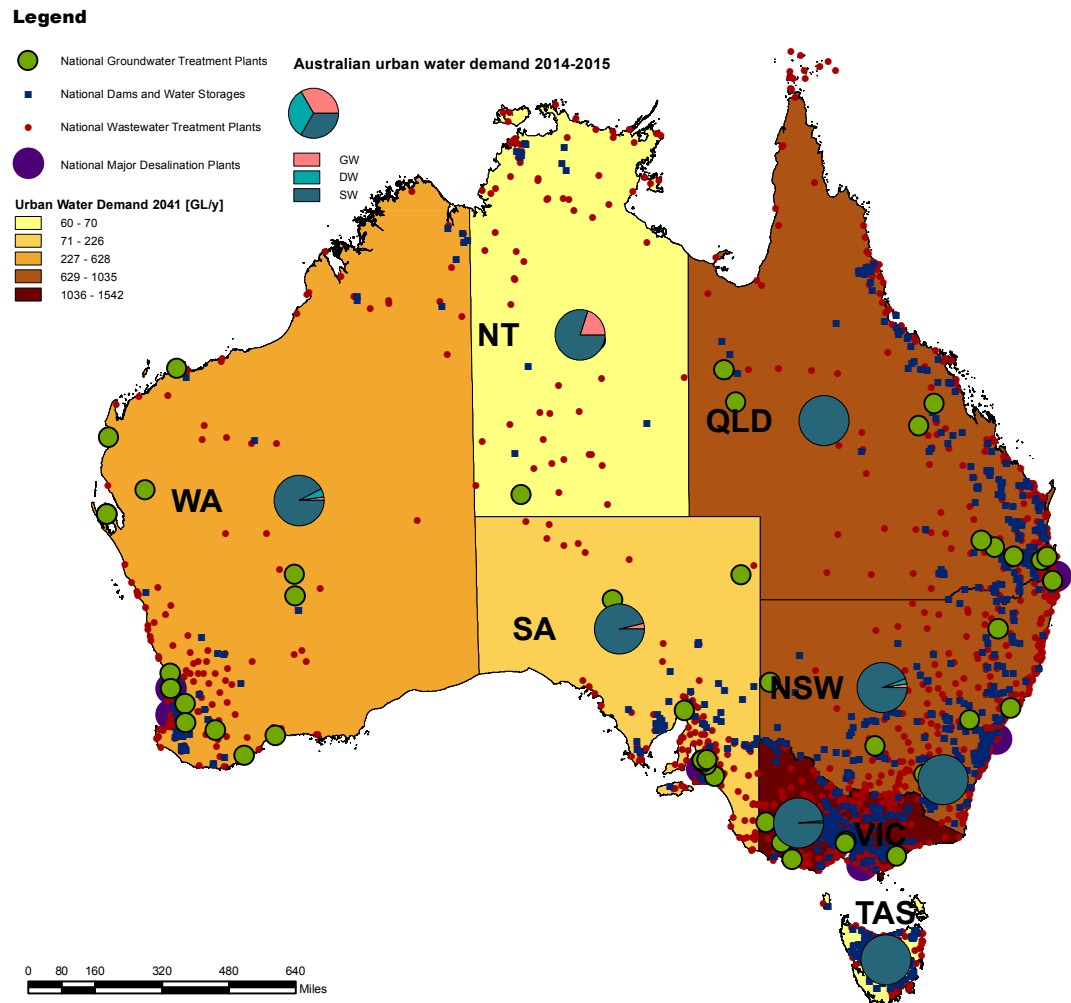 Legend
National Groundwater Treatment Plants
National Dams and Water Storages
National Wastewater Treatment Plants
National Major Desalination Plants
Urban Water Demand 2041 [GL/y]
60 - 70
71 - 226
227 - 628
629 - 1035
1036 - 1542
Australian urban water demand 2014-2015
GW
DW
SW
NT
QLD
WA
SA
NSW
VIC
TAS
0 80 160 320 480 640
Miles